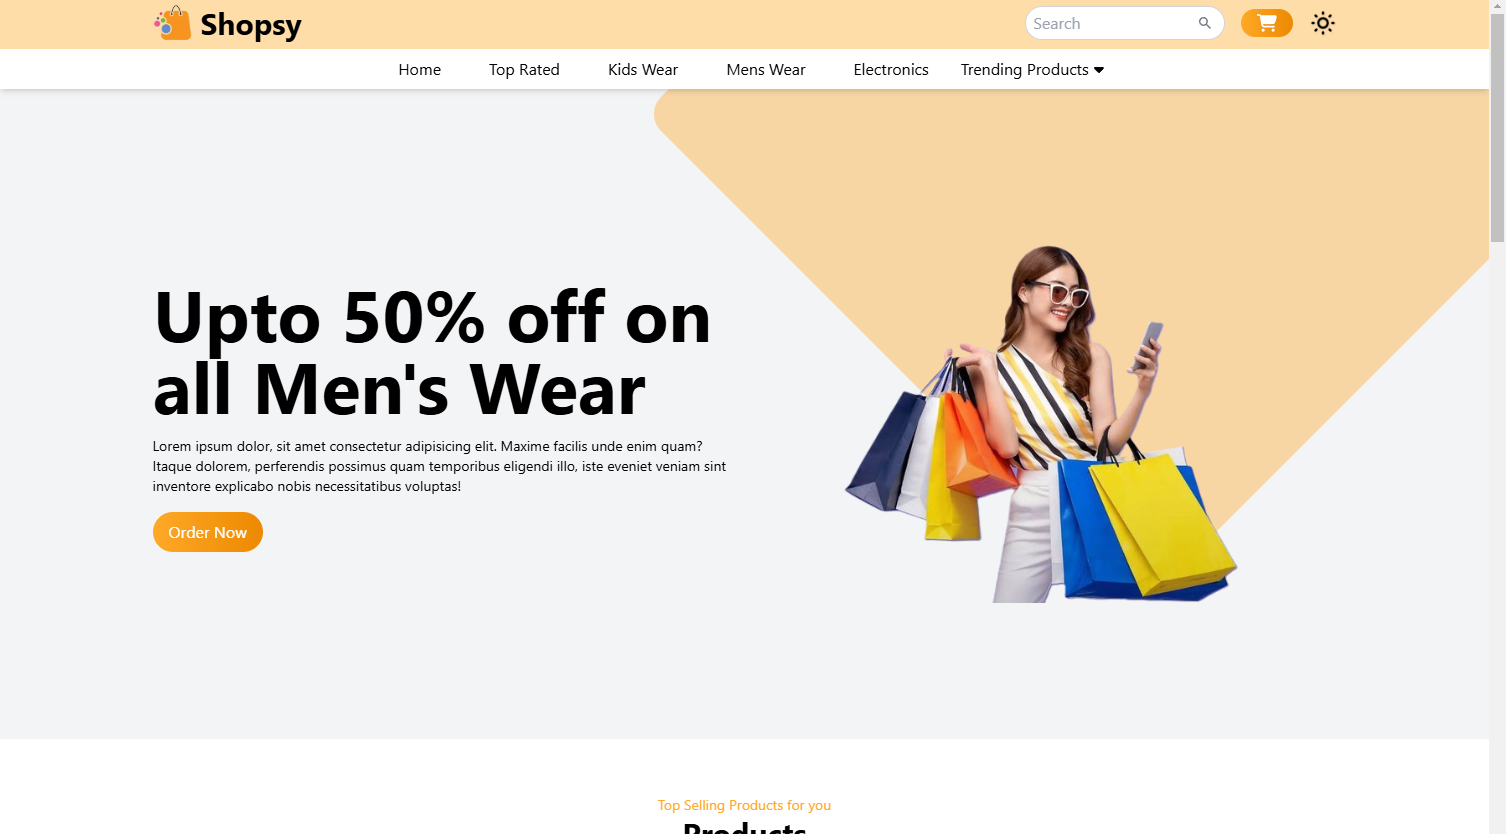 Shopsy
Search
Home
Top Rated
Kids Wear
Mens Wear
Electronics
Trending Products
Upto 50% off on
all Men's Wear
Lorem ipsum dolor, sit amet consectetur adipisicing elit. Maxime facilis unde enim quam?
Itaque dolorem, perferendis possimus quam temporibus eligendi illo, iste eveniet veniam sint
inventore explicabo nobis necessitatibus voluptas!
Order Now
Top Selling Products for you
Products